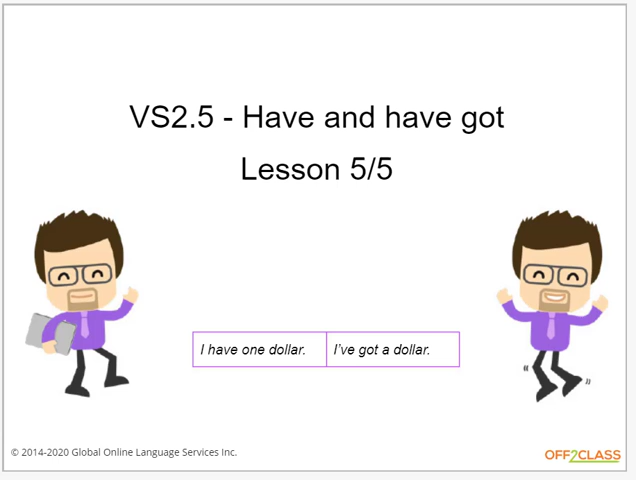 VS2.5 - Have and have got
Lesson 5/5
I have one dollar. I've got a dollar.
© 2014-2020 Global Online Language Services Inc.
OFF2CLASS